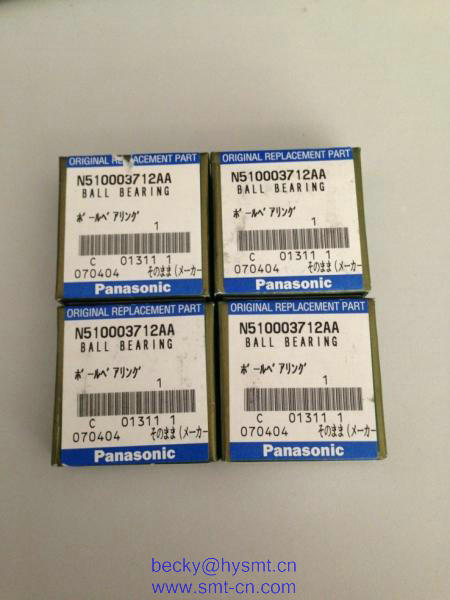 ORIGINAL REPLACEMENT PART
N510003712AA
BALL BEARING
ボールベアリング
1
C 01311 1
070404 そのまま(メーカー
Panasonic
ORIGINAL REPLACEMENT PART
N510003712AA
BALL BEARING
ボールベアリング
1
C 01311 1
070404 そのまま(メーカー
Panasonic
ORIGINAL REPLACEMENT PART
N510003712AA
BALL BEARING
ボールベアリング
1
C 01311 1
070404 そのまま(メーカー
Panasonic
ORIGINAL REPLACEMENT PART
N510003712AA
BALL BEARING
ボールベアリング
1
C 01311 1
070404 そのまま(メーカー
Panasonic
becky@hysmt.cn
www.smt-cn.com